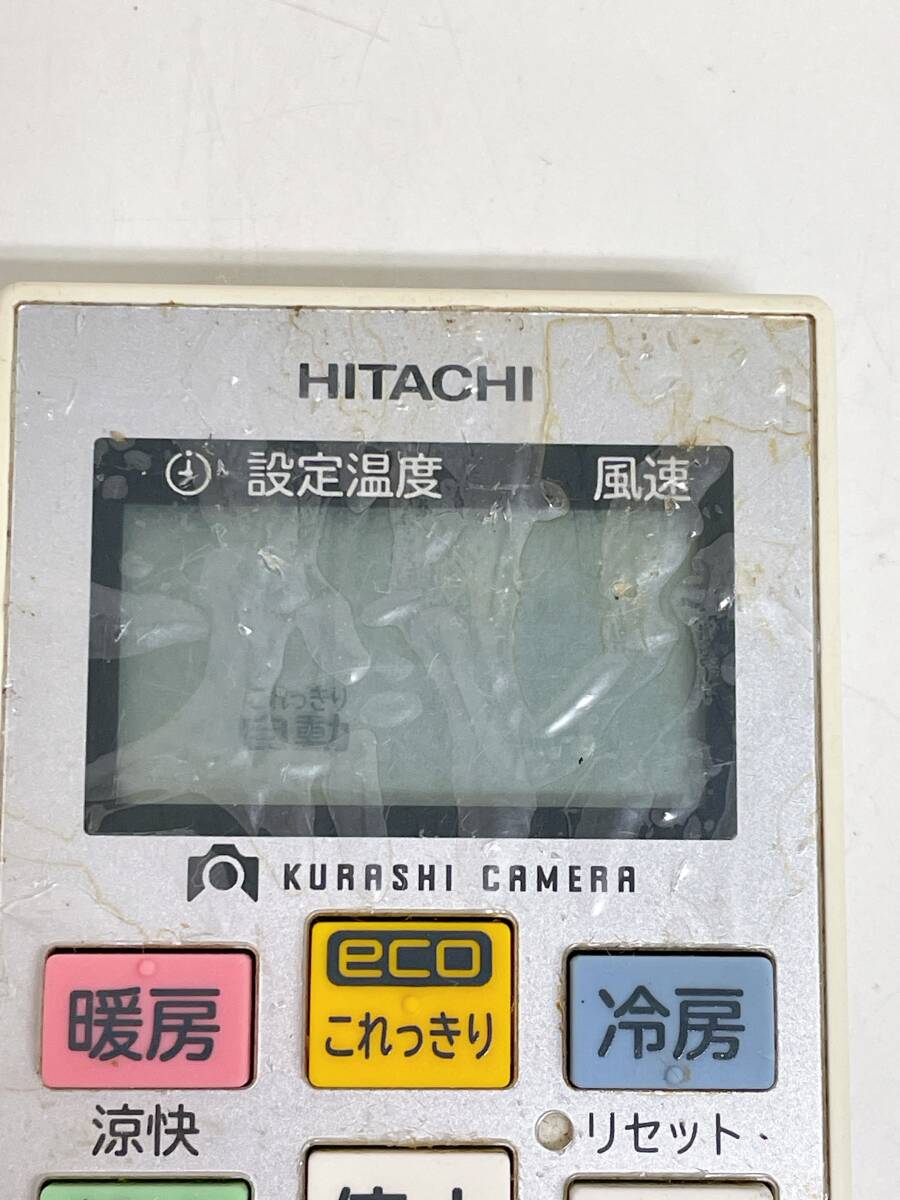 HITACHI
設定温度 風速
これっきり
自動
KURASHI CAMERA
eco
暖房 これっきり 冷房
涼快 リセット